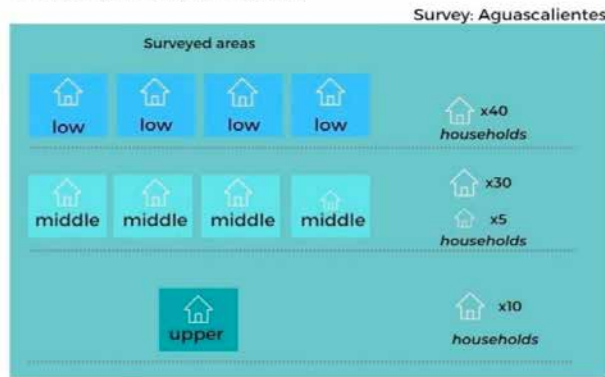 Survey: Aguascalientes
Surveyed areas
low low low low
x40
households
middle middle middle middle
x30
x5
households
upper
x10
households